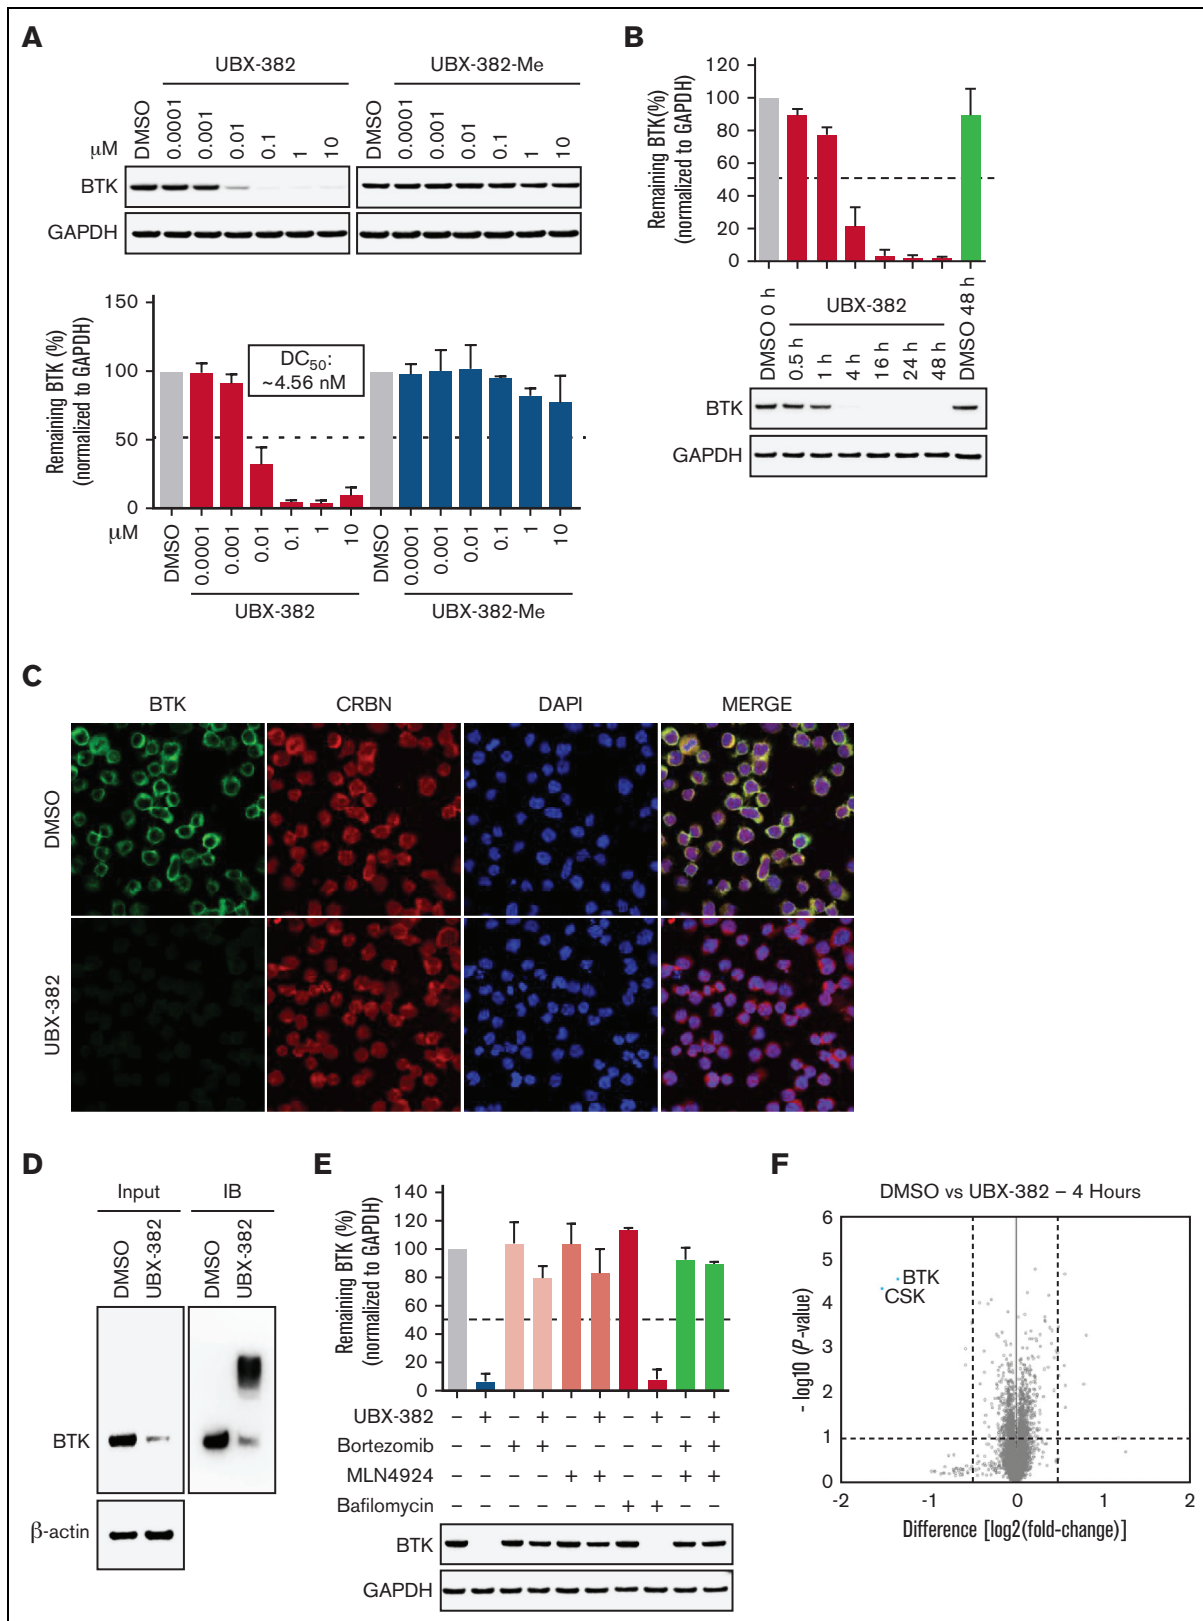 A
UBX-382 UBX-382-Me
μM DMSO 0.0001 0.001 0.01 0.1 1 10 DMSO 0.0001 0.001 0.01 0.1 1 10
BTK
GAPDH
Remaining BTK (%)
(normalized to GAPDH)
150
100
50
0
DC50:
~4.56 nM
μM DMSO 0.0001 0.001 0.01 0.1 1 10 DMSO 0.0001 0.001 0.01 0.1 1 10
UBX-382 UBX-382-Me
B
Remaining BTK(%)
(normalized to GAPDH)
120
100
80
60
40
20
0
DMSO 0 h 0.5 h 1 h 4 h 16 h 24 h 48 h DMSO 48 h
UBX-382
BTK
GAPDH
C
BTK CRBN DAPI MERGE
DMSO
UBX-382
D
Input IB
DMSO UBX-382 DMSO UBX-382
BTK
β-actin
E
Remaining BTK (%)
(normalized to GAPDH)
140
120
100
80
60
40
20
0
UBX-382 – + – + – + – + – +
Bortezomib – – + + – – – – + +
MLN4924 – – – – + + – – + +
Bafilomycin – – – – – – + + – –
BTK
GAPDH
F
DMSO vs UBX-382 – 4 Hours
- log10 (P-value)
6
5
4
3
2
1
0
BTK
CSK
-2 -1 0 1 2
Difference [log2(fold-change)]